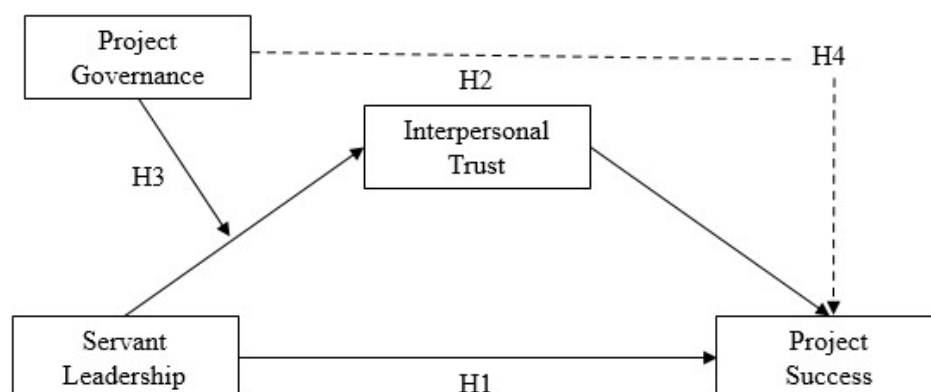 Project
Governance
H4
H2
Interpersonal
Trust
H3
Servant
Leadership
H1
Project
Success